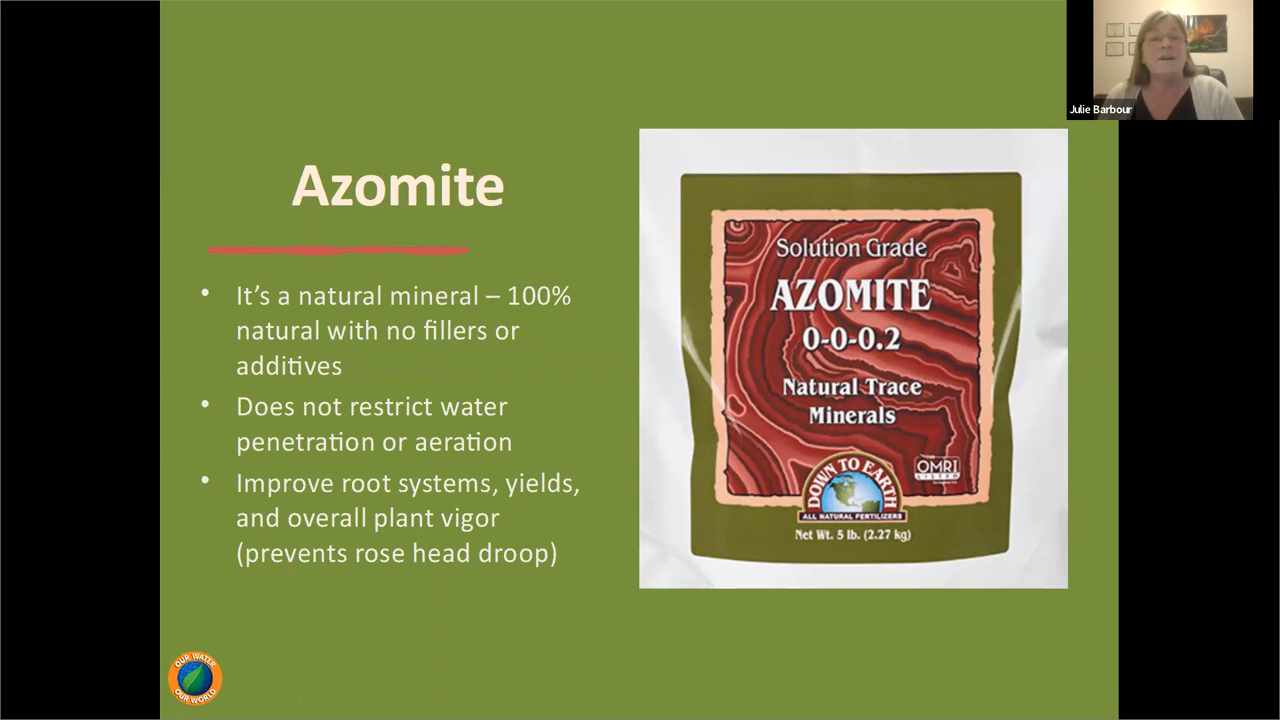 Julie Barbour
Azomite
• It’s a natural mineral – 100%
natural with no fillers or
additives
• Does not restrict water
penetration or aeration
• Improve root systems, yields,
and overall plant vigor
(prevents rose head droop)
Solution Grade
AZOMITE
0-0-0.2
Natural Trace
Minerals
DOWN TO EARTH
ALL NATURAL FERTILIZERS
OMRI
LISTED
Net Wt. 5 lb. (2.27 kg)
OUR WATER
OUR WORLD